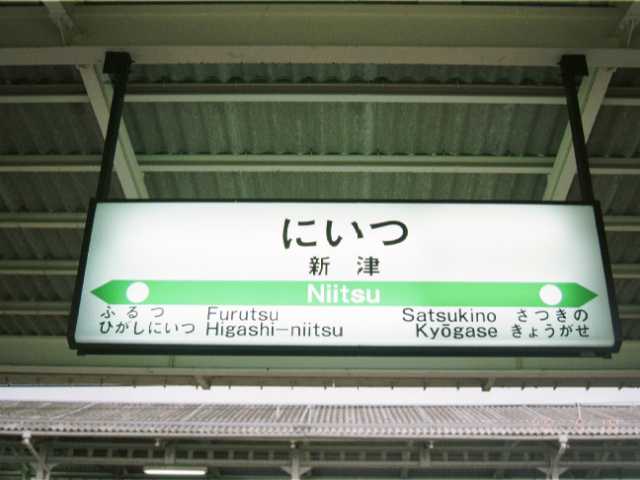 にいつ
新津
Niitsu
ふるつ Furutsu
ひがしにいつ Higashi-niitsu
Satsukino さつきの
Kyōgase きょうがせ